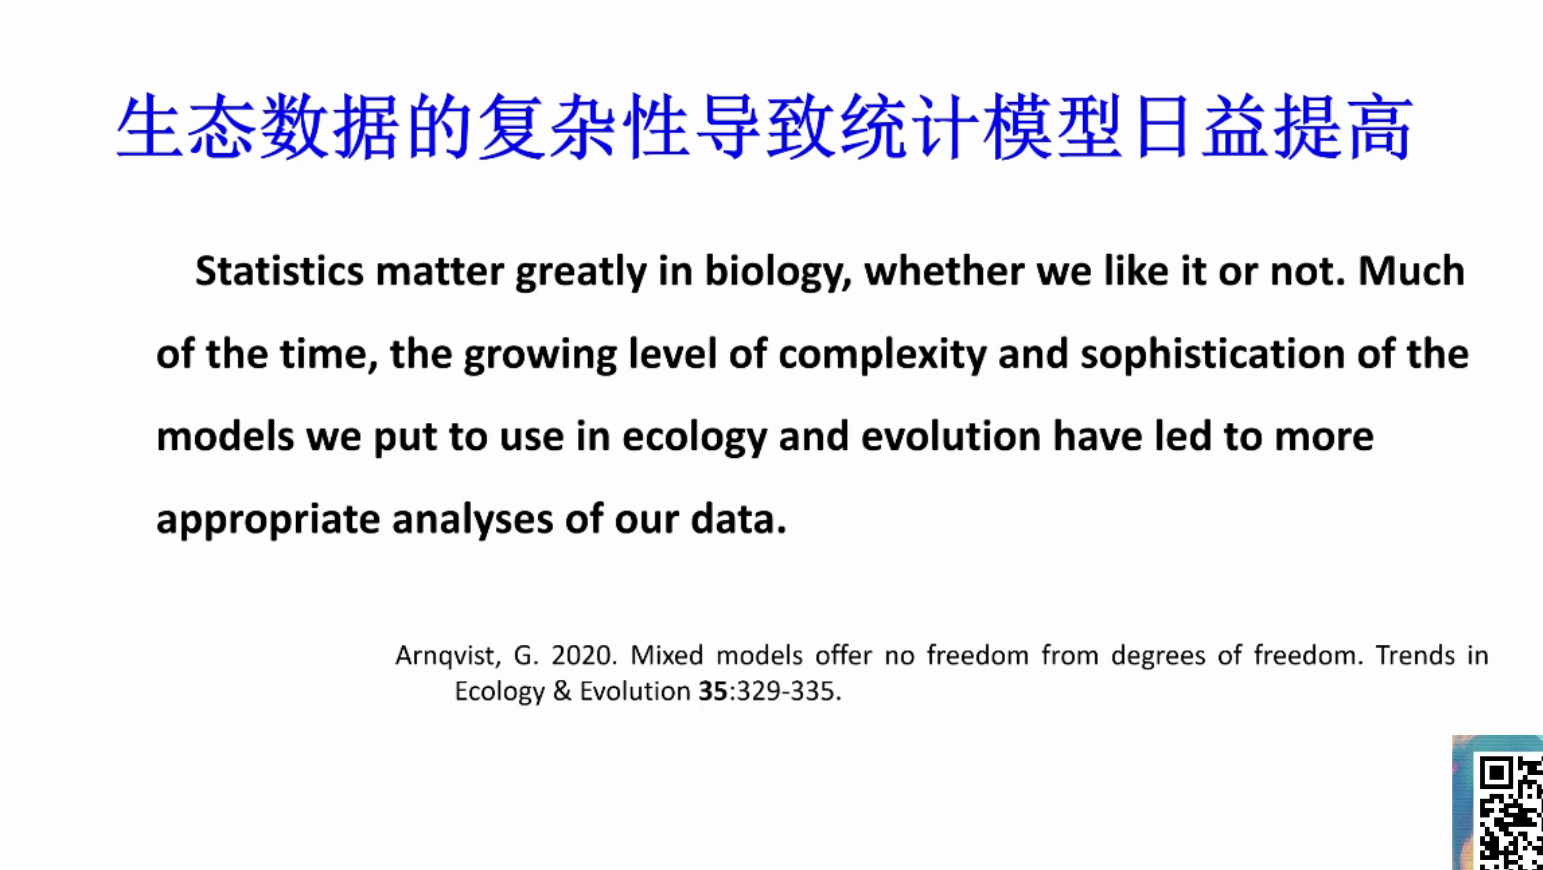 生态数据的复杂性导致统计模型日益提高
Statistics matter greatly in biology, whether we like it or not. Much
of the time, the growing level of complexity and sophistication of the
models we put to use in ecology and evolution have led to more
appropriate analyses of our data.
Arnqvist, G. 2020. Mixed models offer no freedom from degrees of freedom. Trends in
Ecology & Evolution 35:329-335.